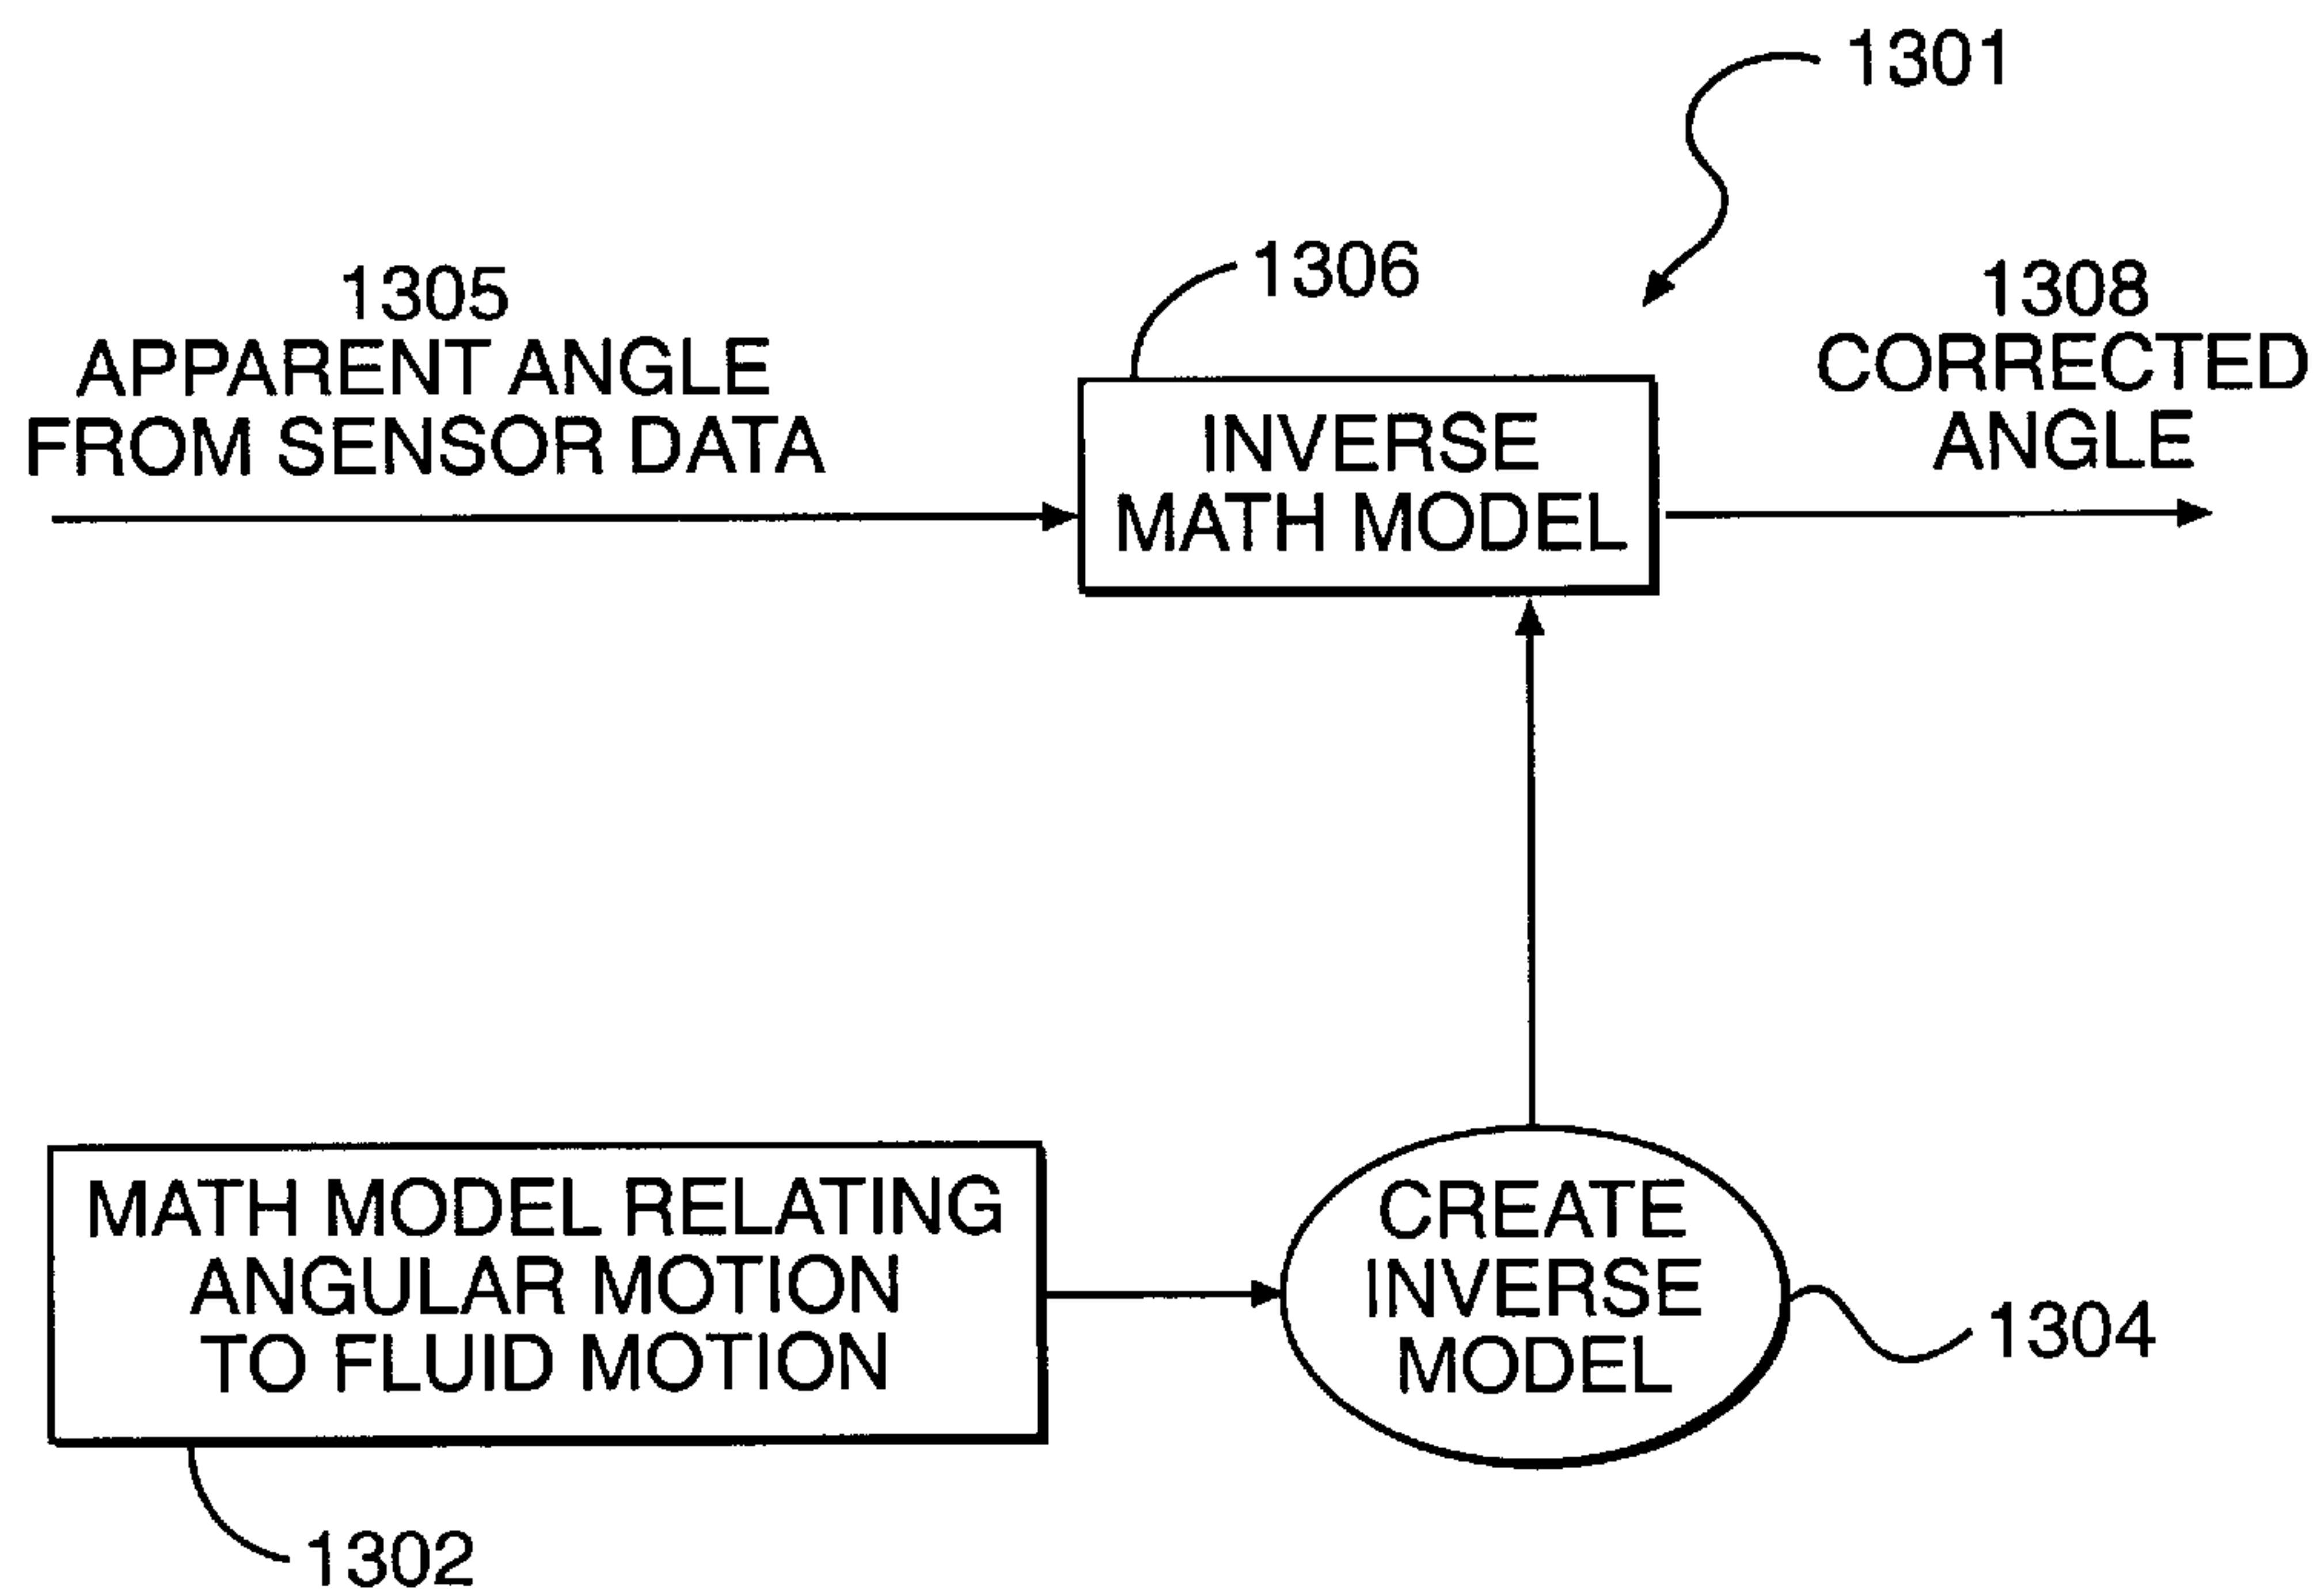 1301
1305
APPARENT ANGLE
FROM SENSOR DATA
1306
INVERSE
MATH MODEL
1308
CORRECTED
ANGLE
MATH MODEL RELATING
ANGULAR MOTION
TO FLUID MOTION
1302
CREATE
INVERSE
MODEL
1304